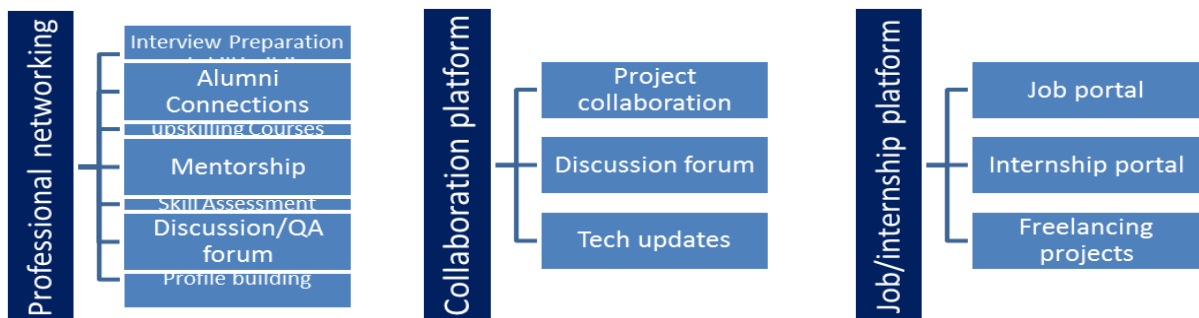 Professional networking
Interview Preparation
Alumni
Connections
upskilling Courses
Mentorship
Skill Assessment
Discussion/QA
forum
Profile building
Collaboration platform
Project
collaboration
Discussion forum
Tech updates
Job/internship platform
Job portal
Internship portal
Freelancing
projects